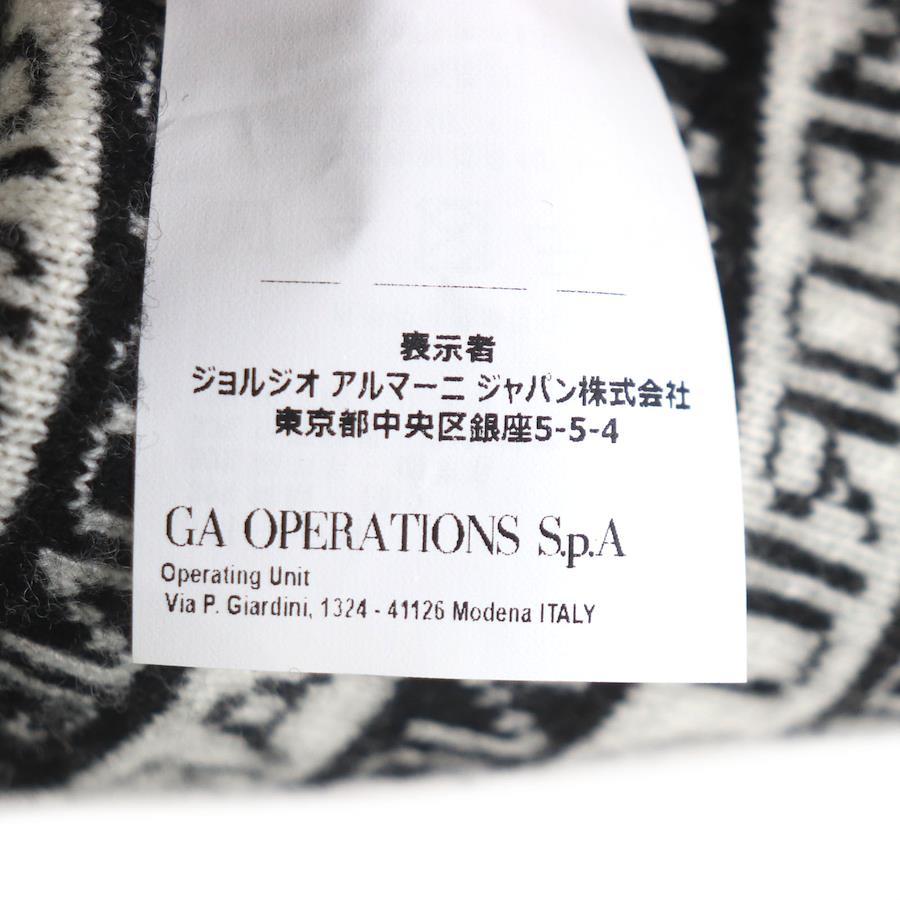 表示者
ジョルジオ アルマーニ ジャパン株式会社
東京都中央区銀座5-5-4
GA OPERATIONS S.p.A
Operating Unit
Via P. Giardini, 1324 - 41126 Modena ITALY